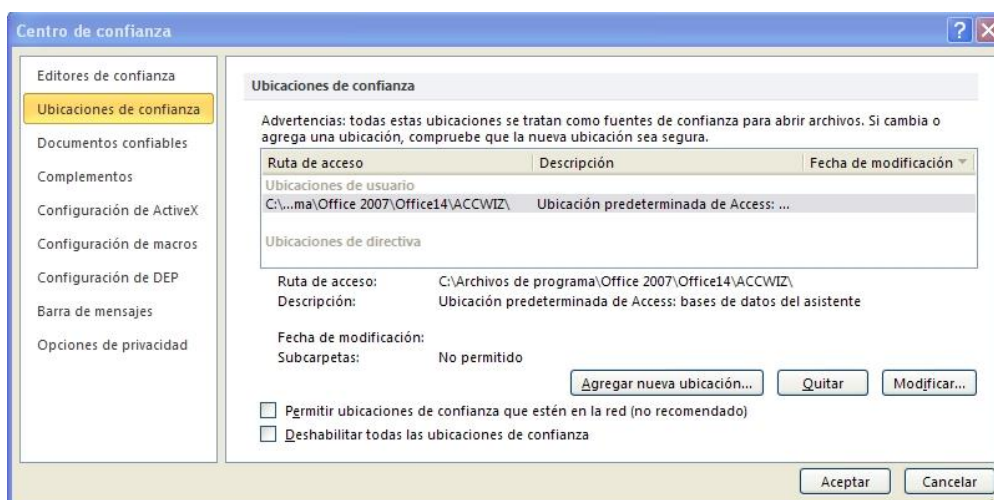 Centro de confianza
Editores de confianza
Ubicaciones de confianza
Documentos confiables
Complementos
Configuración de ActiveX
Configuración de macros
Configuración de DEP
Barra de mensajes
Opciones de privacidad
Ubicaciones de confianza
Advertencias: todas estas ubicaciones se tratan como fuentes de confianza para abrir archivos. Si cambia o
agrega una ubicación, compruebe que la nueva ubicación sea segura.
Ruta de acceso Descripción Fecha de modificación
Ubicaciones de usuario
C:\...ma\Office 2007\Office14\ACCWIZ\ Ubicación predeterminada de Access: ...
Ubicaciones de directiva
Ruta de acceso: C:\Archivos de programa\Office 2007\Office14\ACCWIZ\
Descripción: Ubicación predeterminada de Access: bases de datos del asistente
Fecha de modificación:
Subcarpetas: No permitido
Agregar nueva ubicación... Quitar Modificar...
Permitir ubicaciones de confianza que estén en la red (no recomendado)
Deshabilitar todas las ubicaciones de confianza
Aceptar Cancelar